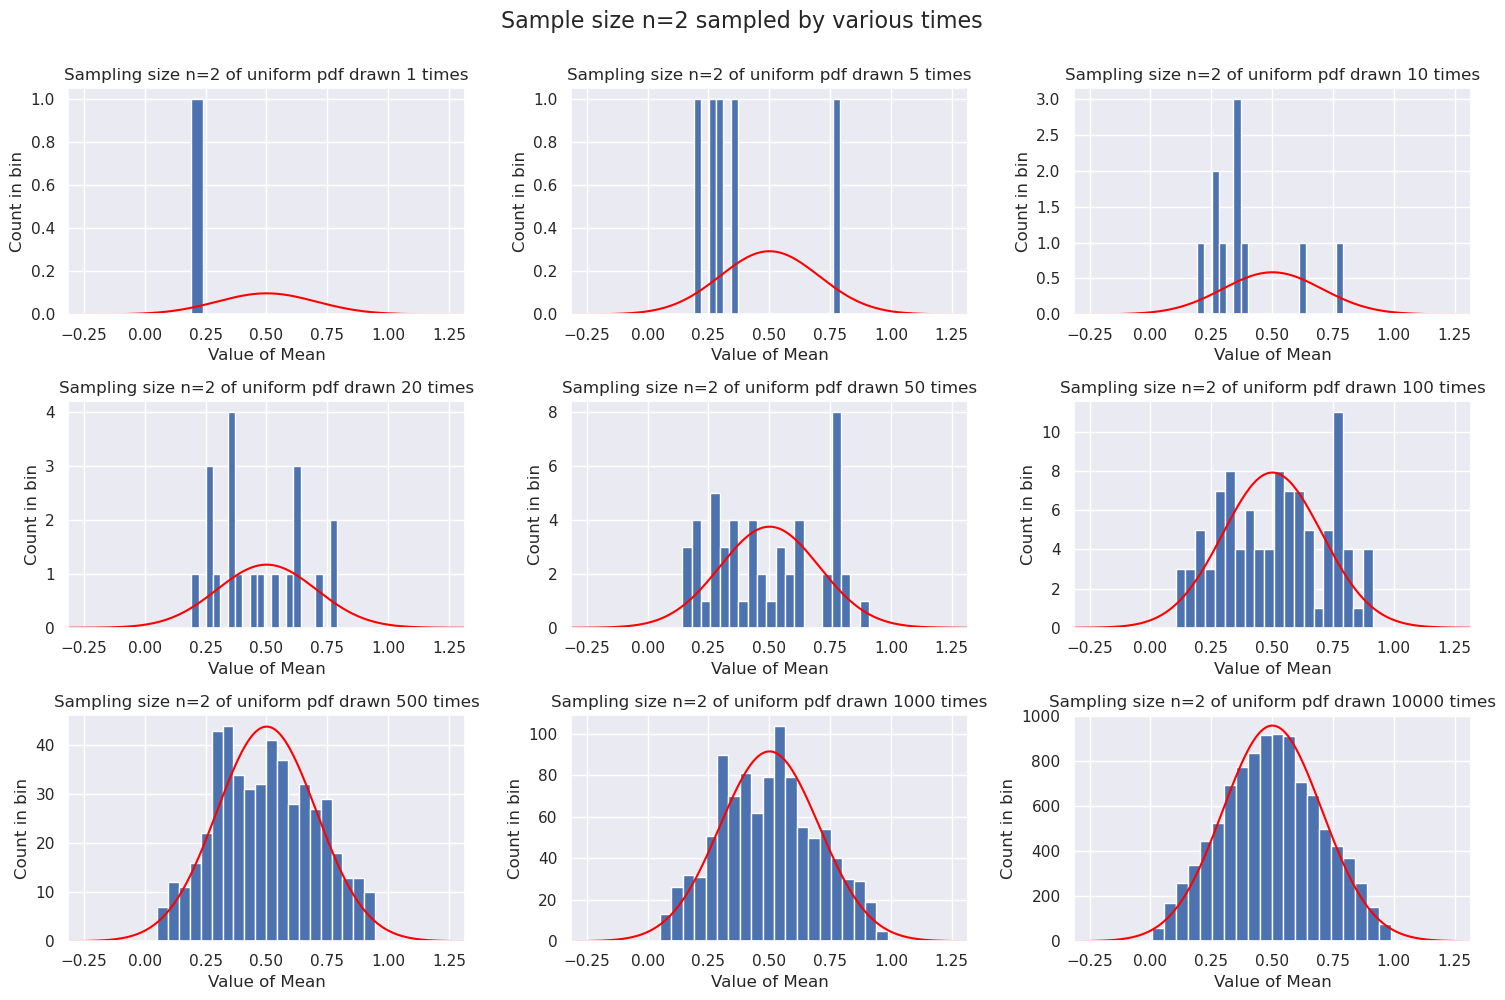 Sample size n=2 sampled by various times
Sampling size n=2 of uniform pdf drawn 1 times
1.0
0.8
0.6
0.4
0.2
0.0
Count in bin
−0.25 0.00 0.25 0.50 0.75 1.00 1.25
Value of Mean
Sampling size n=2 of uniform pdf drawn 5 times
1.0
0.8
0.6
0.4
0.2
0.0
Count in bin
−0.25 0.00 0.25 0.50 0.75 1.00 1.25
Value of Mean
Sampling size n=2 of uniform pdf drawn 10 times
3.0
2.5
2.0
1.5
1.0
0.5
0.0
Count in bin
−0.25 0.00 0.25 0.50 0.75 1.00 1.25
Value of Mean
Sampling size n=2 of uniform pdf drawn 20 times
4
3
2
1
0
Count in bin
−0.25 0.00 0.25 0.50 0.75 1.00 1.25
Value of Mean
Sampling size n=2 of uniform pdf drawn 50 times
8
6
4
2
0
Count in bin
−0.25 0.00 0.25 0.50 0.75 1.00 1.25
Value of Mean
Sampling size n=2 of uniform pdf drawn 100 times
10
8
6
4
2
0
Count in bin
−0.25 0.00 0.25 0.50 0.75 1.00 1.25
Value of Mean
Sampling size n=2 of uniform pdf drawn 500 times
40
30
20
10
0
Count in bin
−0.25 0.00 0.25 0.50 0.75 1.00 1.25
Value of Mean
Sampling size n=2 of uniform pdf drawn 1000 times
100
80
60
40
20
0
Count in bin
−0.25 0.00 0.25 0.50 0.75 1.00 1.25
Value of Mean
Sampling size n=2 of uniform pdf drawn 10000 times
1000
800
600
400
200
0
Count in bin
−0.25 0.00 0.25 0.50 0.75 1.00 1.25
Value of Mean